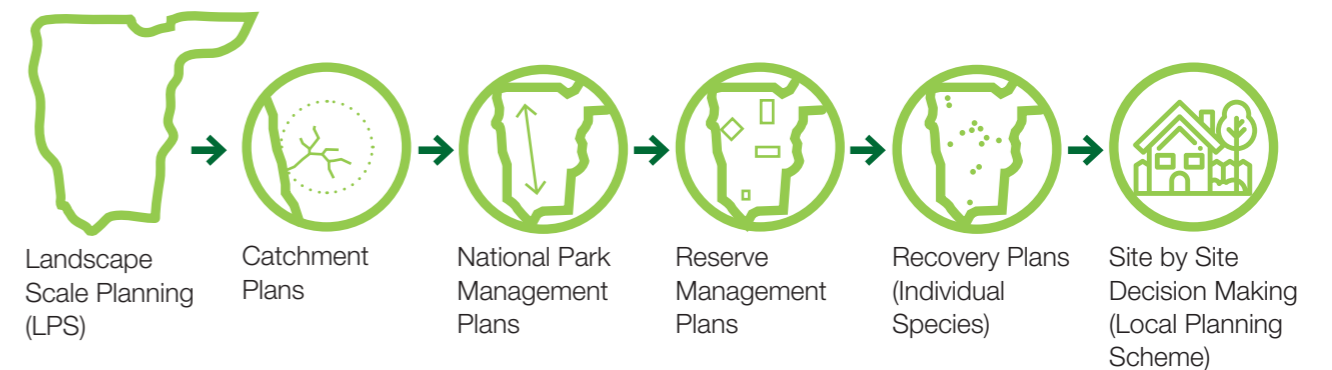 Landscape
Scale Planning
(LPS)
Catchment
Plans
National Park
Management
Plans
Reserve
Management
Plans
Recovery Plans
(Individual
Species)
Site by Site
Decision Making
(Local Planning
Scheme)